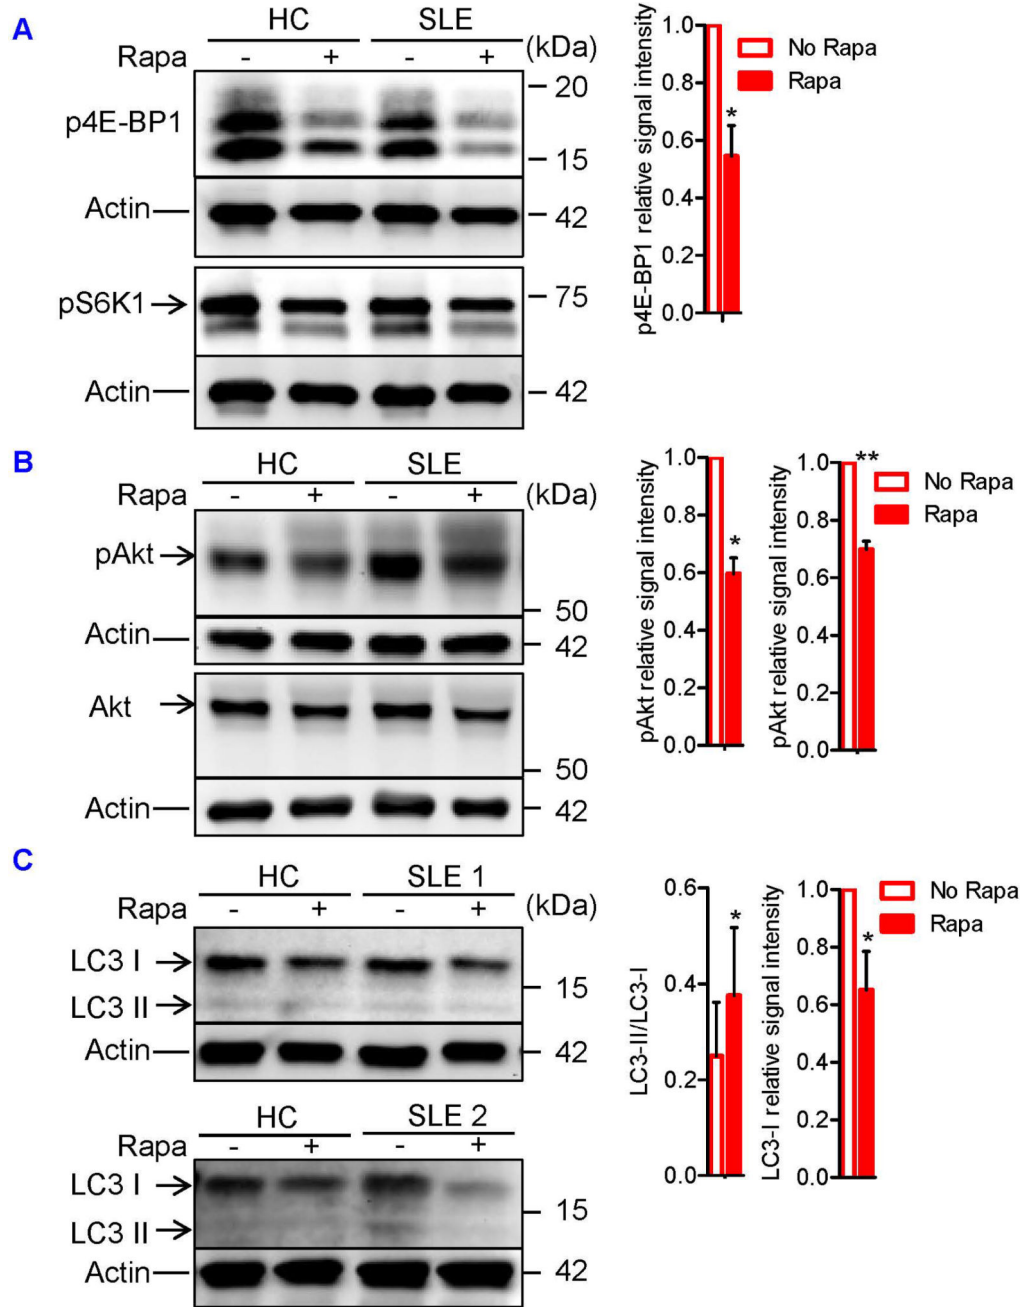 A
HC SLE
Rapa - + - + (kDa)
p4E-BP1
20
15
Actin 42
pS6K1 75
Actin 42
p4E-BP1 relative signal intensity
1.0
0.8
0.6
0.4
0.2
0.0
*
No Rapa
Rapa
B
HC SLE
Rapa - + - + (kDa)
pAkt
50
Actin 42
Akt
50
Actin 42
pAkt relative signal intensity
1.0
0.8
0.6
0.4
0.2
0.0
*
pAkt relative signal intensity
1.0
0.8
0.6
0.4
0.2
0.0
**
No Rapa
Rapa
C
HC SLE 1
Rapa - + - + (kDa)
LC3 I
15
LC3 II
Actin 42
HC SLE 2
Rapa - + - +
LC3 I
15
LC3 II
Actin 42
LC3-II/LC3-I
0.6
0.4
0.2
0.0
*
LC3-I relative signal intensity
1.0
0.8
0.6
0.4
0.2
0.0
*
No Rapa
Rapa